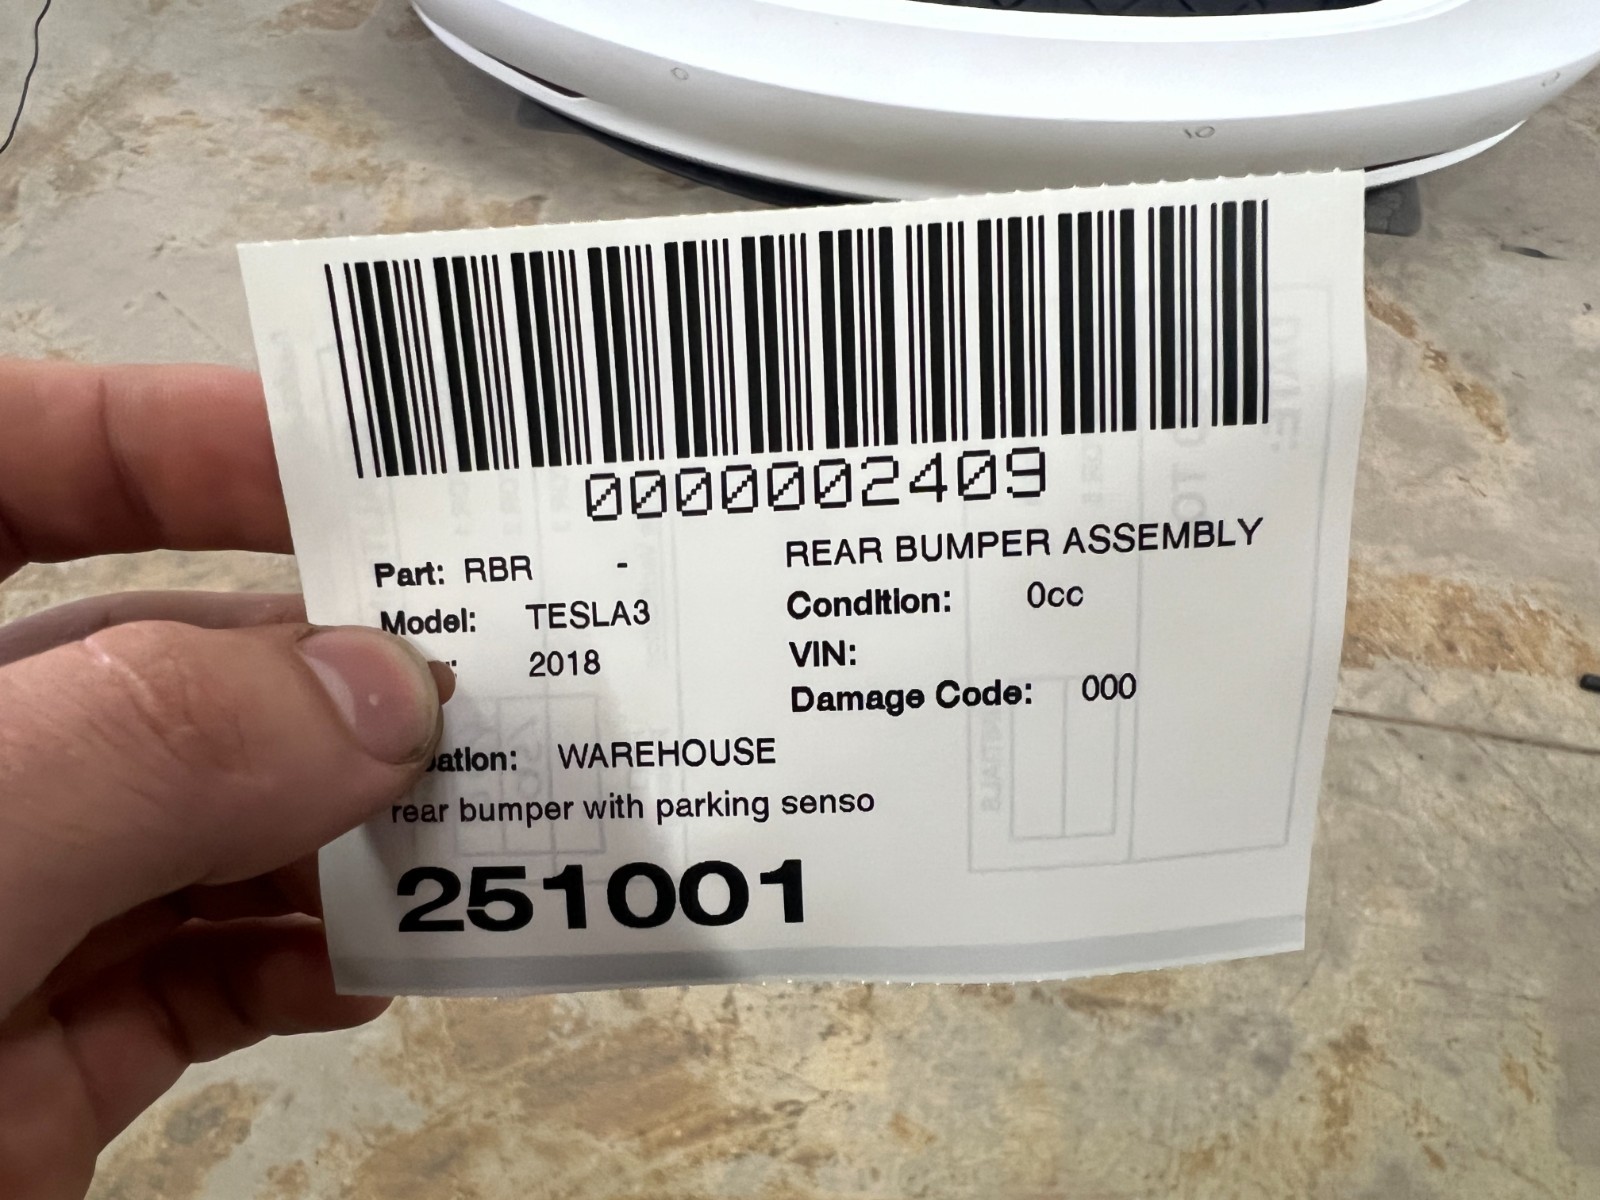 0000002409
Part: RBR - REAR BUMPER ASSEMBLY
Model: TESLA3 Condition: 0cc
2018 VIN:
Damage Code: 000
WAREHOUSE
rear bumper with parking senso
251001